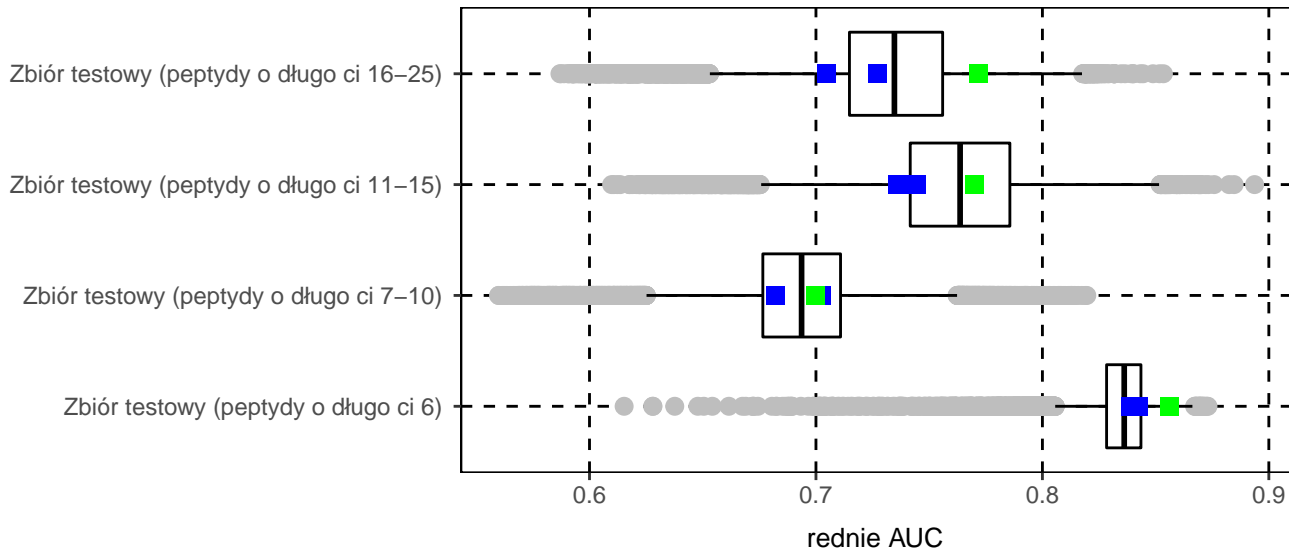 Zbiór testowy (peptydy o długo ci 16−25)
Zbiór testowy (peptydy o długo ci 11−15)
Zbiór testowy (peptydy o długo ci 7−10)
Zbiór testowy (peptydy o długo ci 6)
0.6 0.7 0.8 0.9
rednie AUC